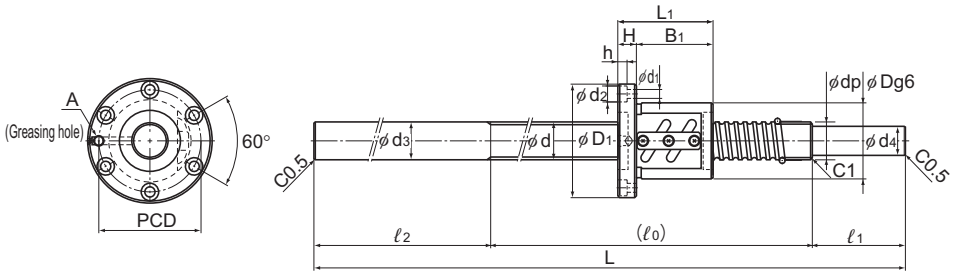 A
(Greasing hole)
60°
PCD
L1
H
B1
h
φd1
φd2
φdp
φDg6
φd3
φd
φD1
φd4
C0.5
C1
C0.5
ℓ2
(ℓ0)
ℓ1
L